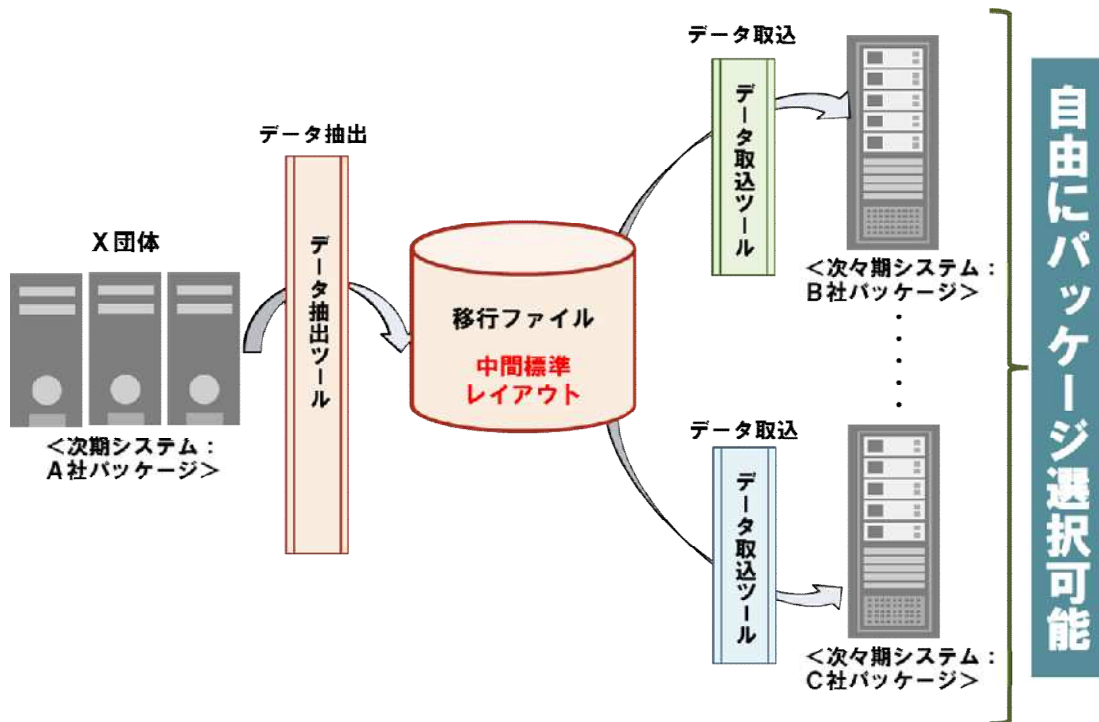 X団体
<次期システム：
A社パッケージ>
データ抽出
データ抽出ツール
移行ファイル
中間標準
レイアウト
データ取込
データ取込ツール
<次々期システム：
B社パッケージ>
データ取込
データ取込ツール
<次々期システム：
C社パッケージ>
自由にパッケージ選択可能